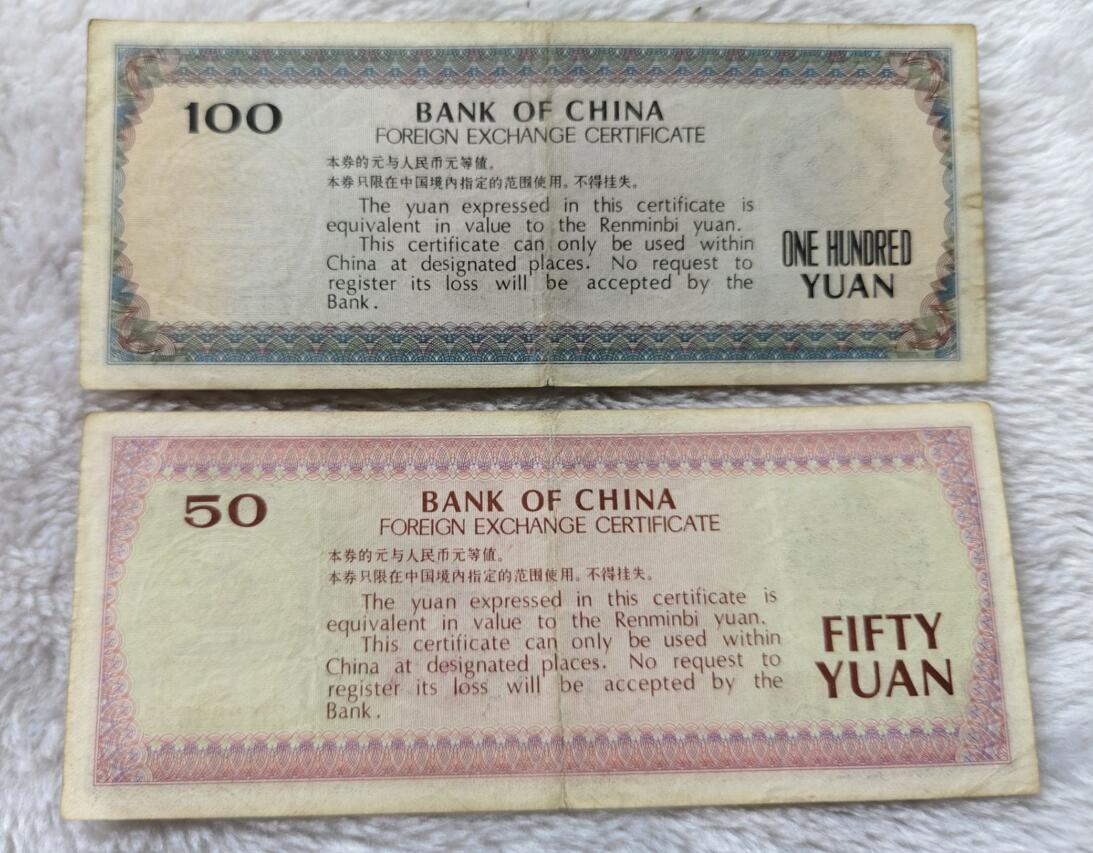 100
BANK OF CHINA
FOREIGN EXCHANGE CERTIFICATE
本券的元与人民币元等值。
本券只限在中国境内指定的范围使用。不得挂失。
The yuan expressed in this certificate is
equivalent in value to the Renminbi yuan.
This certificate can only be used within
China at designated places. No request to
register its loss will be accepted by the
Bank.
ONE HUNDRED
YUAN
50
BANK OF CHINA
FOREIGN EXCHANGE CERTIFICATE
本券的元与人民币元等值。
本券只限在中国境内指定的范围使用。不得挂失。
The yuan expressed in this certificate is
equivalent in value to the Renminbi yuan.
This certificate can only be used within
China at designated places. No request to
register its loss will be accepted by the
Bank.
FIFTY
YUAN